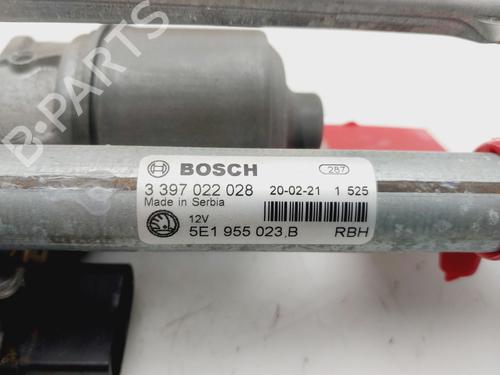 B-PARTS
BOSCH 287
3 397 022 028 20-02-21 1 525
Made in Serbia
12V
5E1 955 023,B RBH